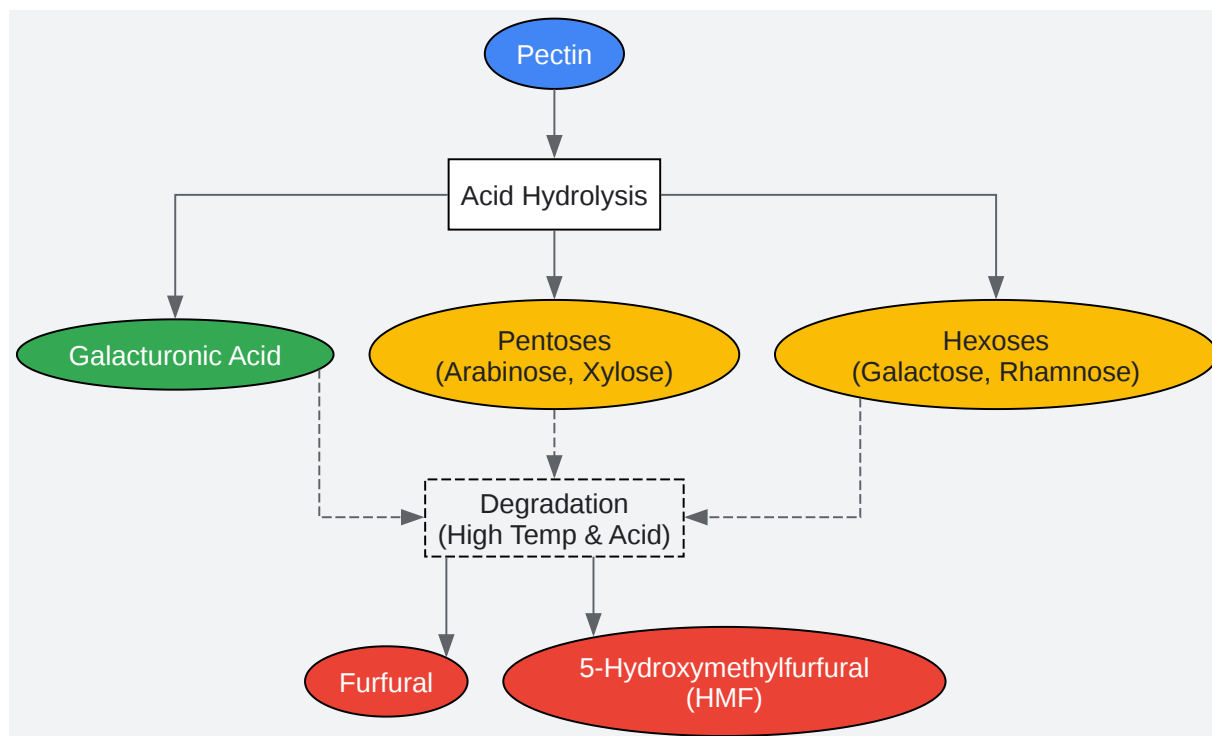 Pectin
Acid Hydrolysis
Galacturonic Acid
Pentoses
(Arabinose, Xylose)
Hexoses
(Galactose, Rhamnose)
Degradation
(High Temp & Acid)
Furfural
5-Hydroxymethylfurfural
(HMF)